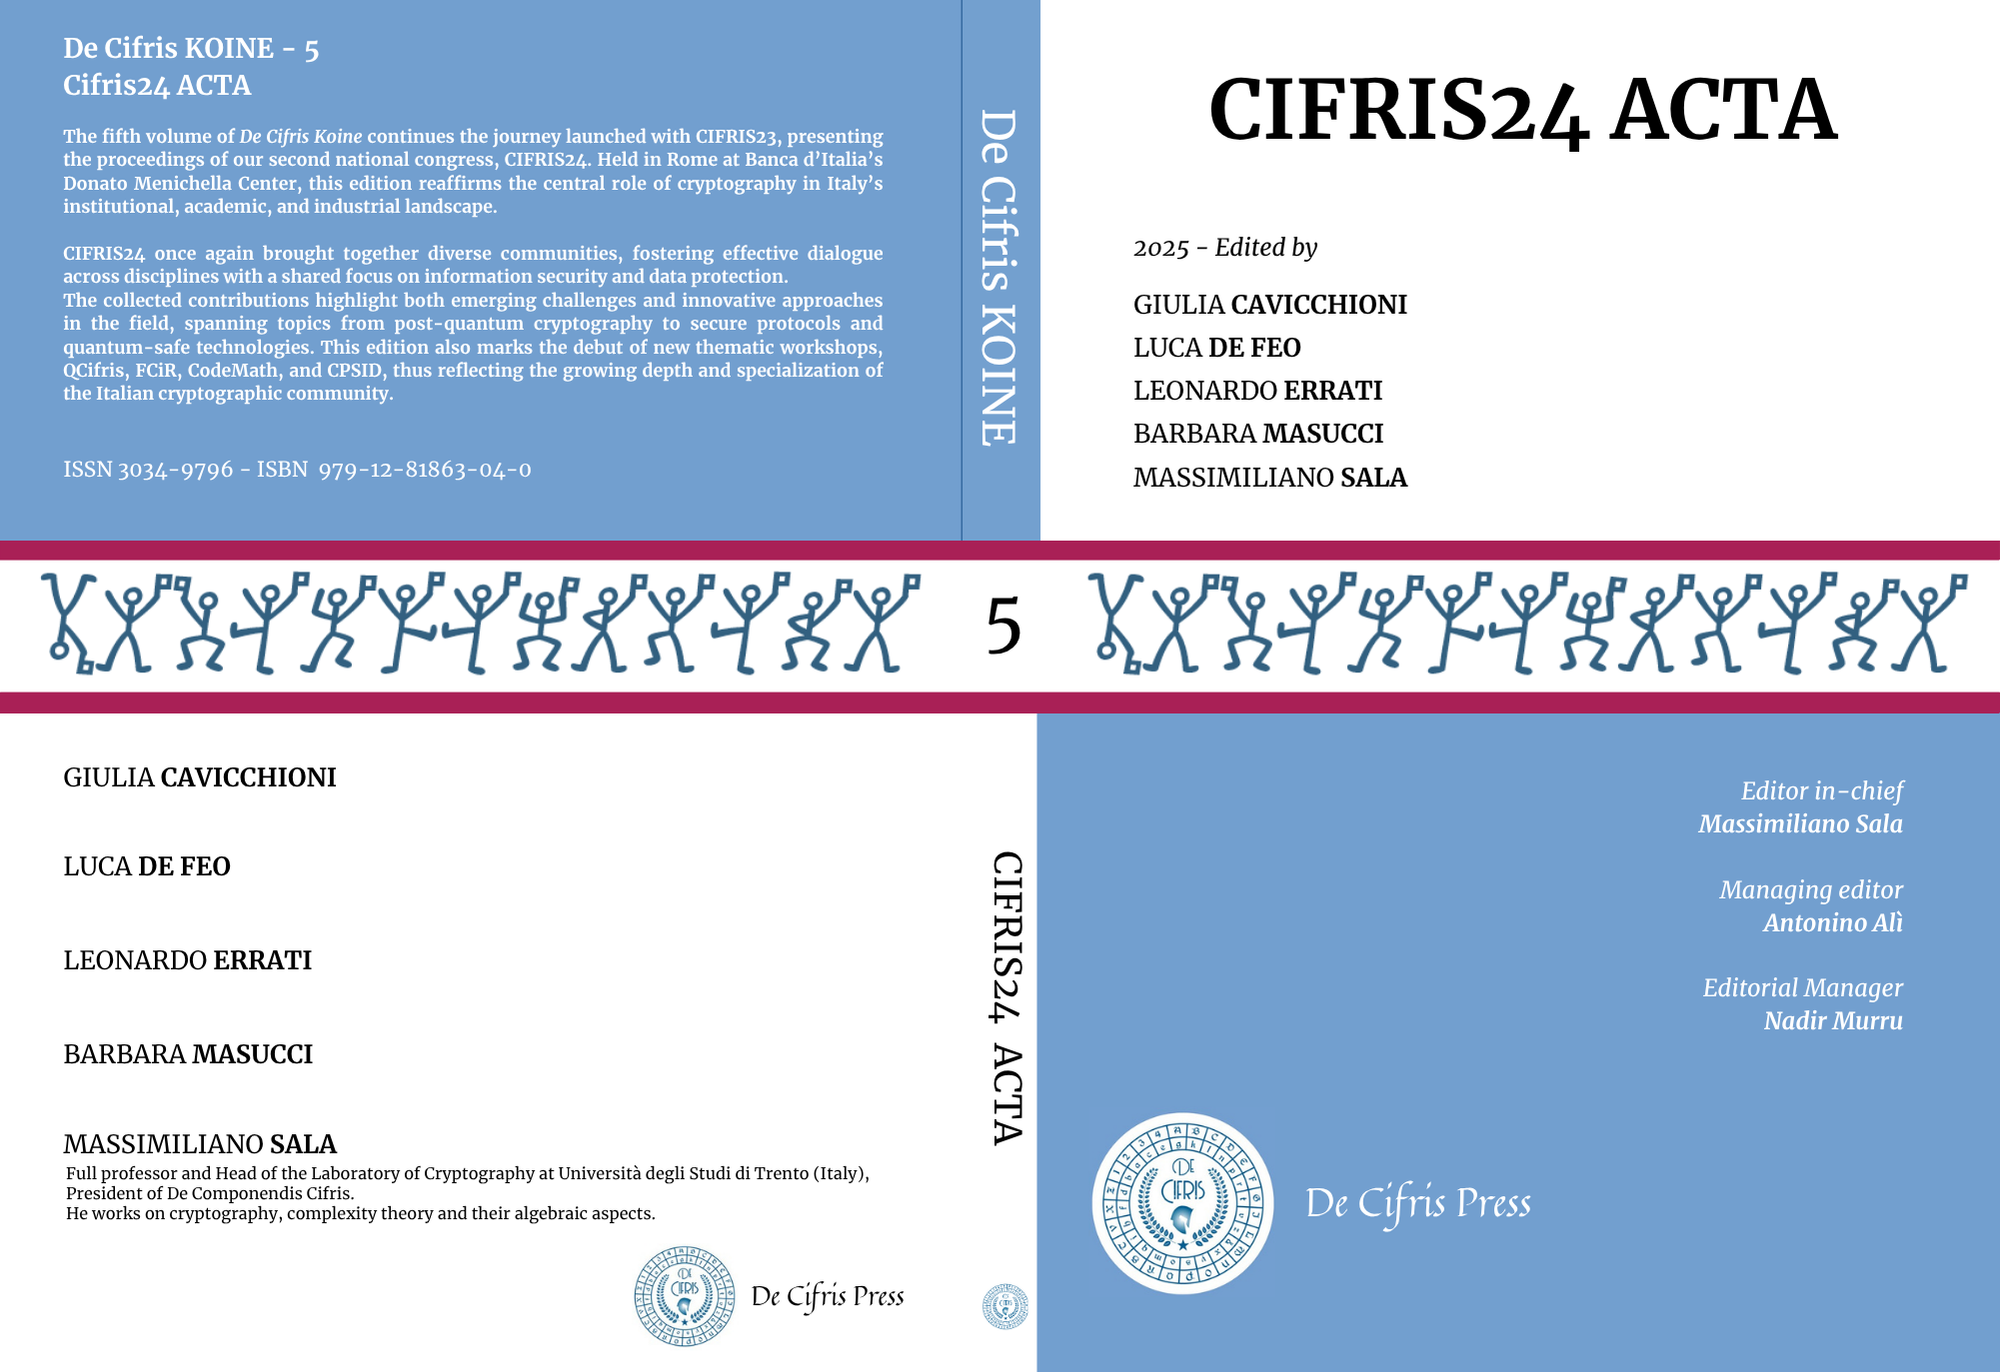 De Cifris KOINE - 5
Cifris24 ACTA
The fifth volume of De Cifris Koine continues the journey launched with CIFRIS23, presenting
the proceedings of our second national congress, CIFRIS24. Held in Rome at Banca d’Italia’s
Donato Menichella Center, this edition reaffirms the central role of cryptography in Italy’s
institutional, academic, and industrial landscape.
CIFRIS24 once again brought together diverse communities, fostering effective dialogue
across disciplines with a shared focus on information security and data protection.
The collected contributions highlight both emerging challenges and innovative approaches
in the field, spanning topics from post-quantum cryptography to secure protocols and
quantum-safe technologies. This edition also marks the debut of new thematic workshops,
QCifris, FCiR, CodeMath, and CPSID, thus reflecting the growing depth and specialization of
the Italian cryptographic community.
ISSN 3034-9796 - ISBN 979-12-81863-04-0
GIULIA CAVICCHIONI
LUCA DE FEO
LEONARDO ERRATI
BARBARA MASUCCI
MASSIMILIANO SALA
Full professor and Head of the Laboratory of Cryptography at Università degli Studi di Trento (Italy),
President of De Componendis Cifris.
He works on cryptography, complexity theory and their algebraic aspects.
DE
CIFRIS
De Cifris Press
De Cifris KOINE
5
CIFRIS24 ACTA
CIFRIS24 ACTA
2025 - Edited by
GIULIA CAVICCHIONI
LUCA DE FEO
LEONARDO ERRATI
BARBARA MASUCCI
MASSIMILIANO SALA
Editor in-chief
Massimiliano Sala
Managing editor
Antonino Alì
Editorial Manager
Nadir Murru
DE
CIFRIS
De Cifris Press